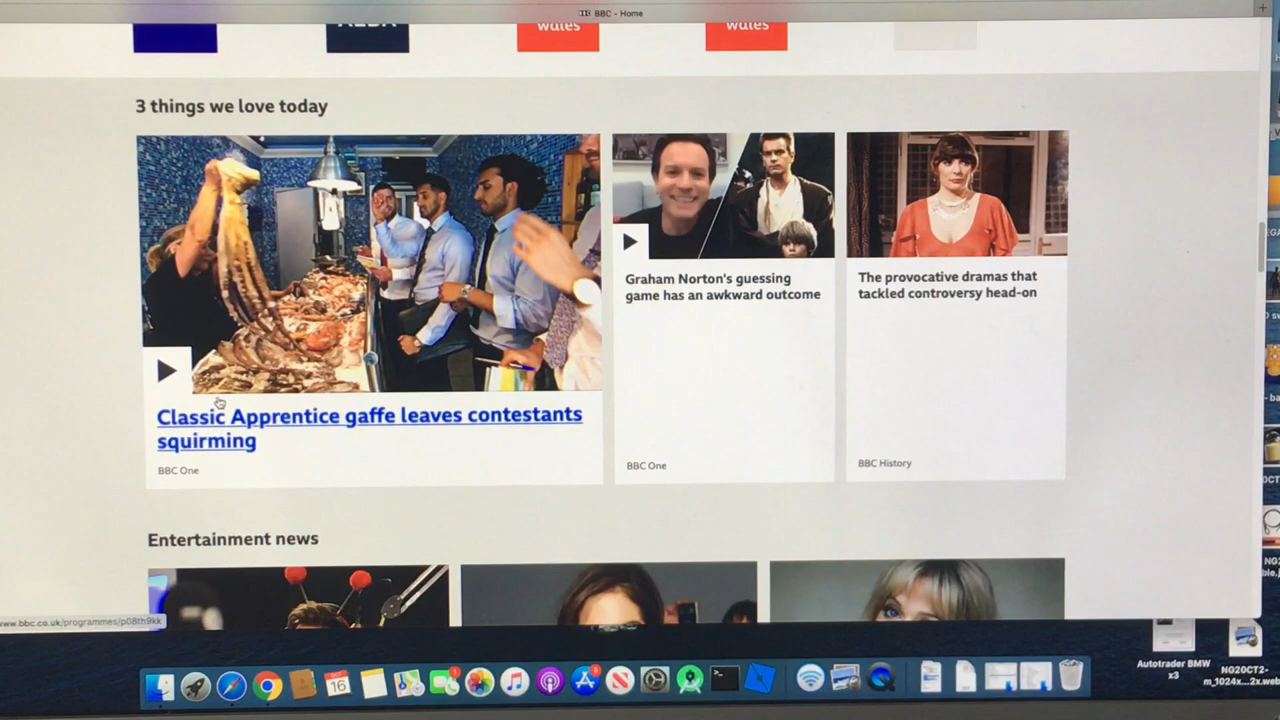 BBC - Home
wales
wales
3 things we love today
Classic Apprentice gaffe leaves contestants
squirming
BBC One
Graham Norton's guessing
game has an awkward outcome
BBC One
The provocative dramas that
tackled controversy head-on
BBC History
Entertainment news
www.bbc.co.uk/programmes/p08th9kk
OCT
16
Autotrader BMW
x3
NG20CT2-
m_1024x...2x.web